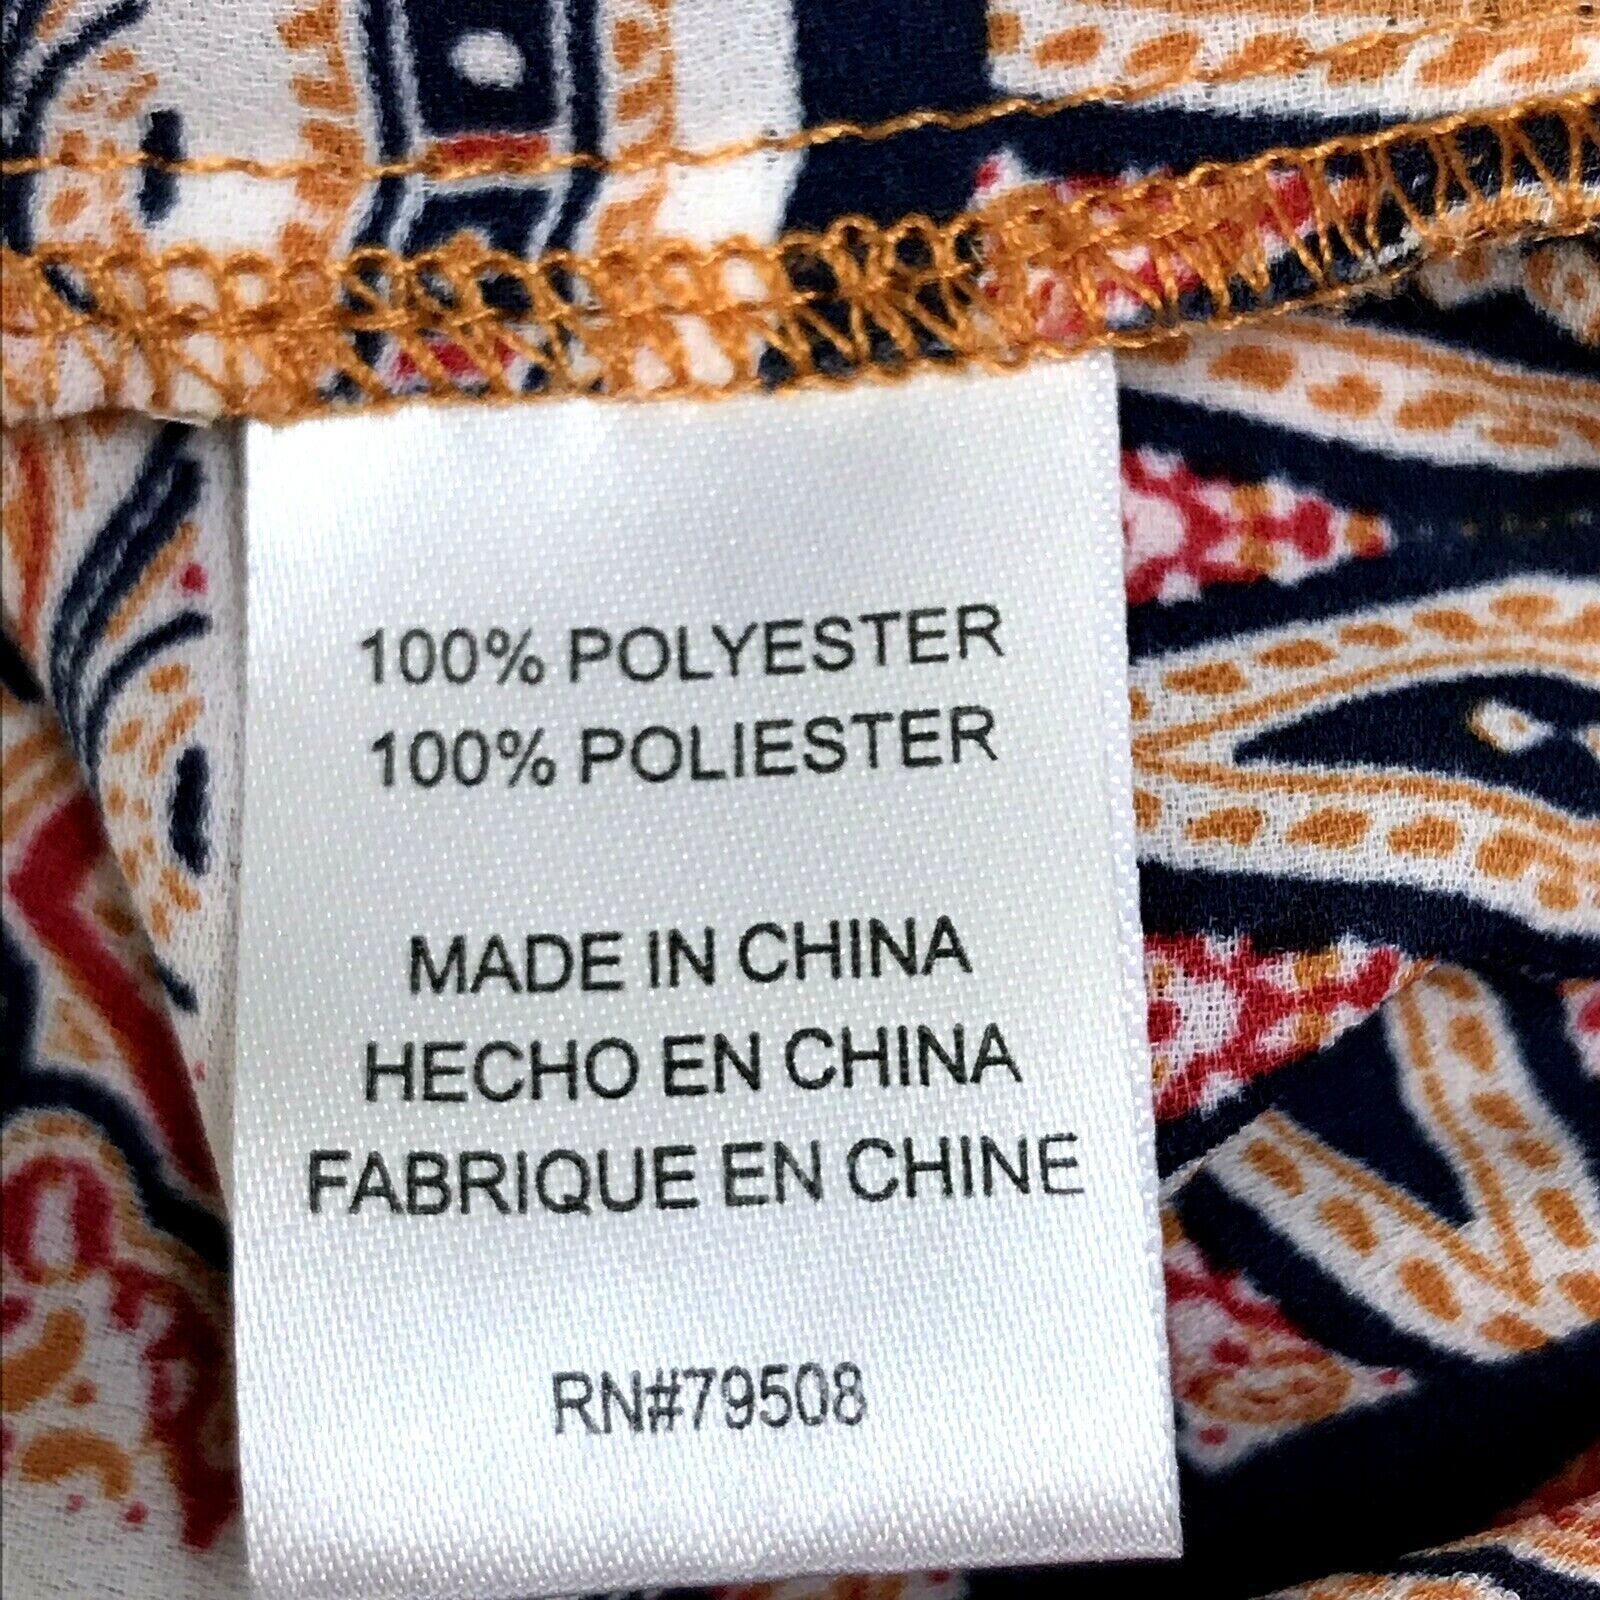 100% POLYESTER
100% POLIESTER
MADE IN CHINA
HECHO EN CHINA
FABRIQUE EN CHINE
RN#79508